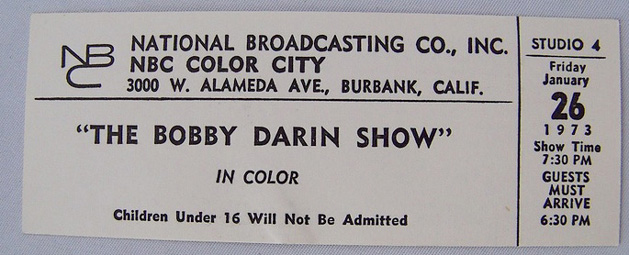 NBC
NATIONAL BROADCASTING CO., INC.
NBC COLOR CITY
3000 W. ALAMEDA AVE., BURBANK, CALIF.
"THE BOBBY DARIN SHOW"
IN COLOR
Children Under 16 Will Not Be Admitted
STUDIO 4
Friday
January
26
1973
Show Time
7:30 PM
GUESTS
MUST
ARRIVE
6:30 PM